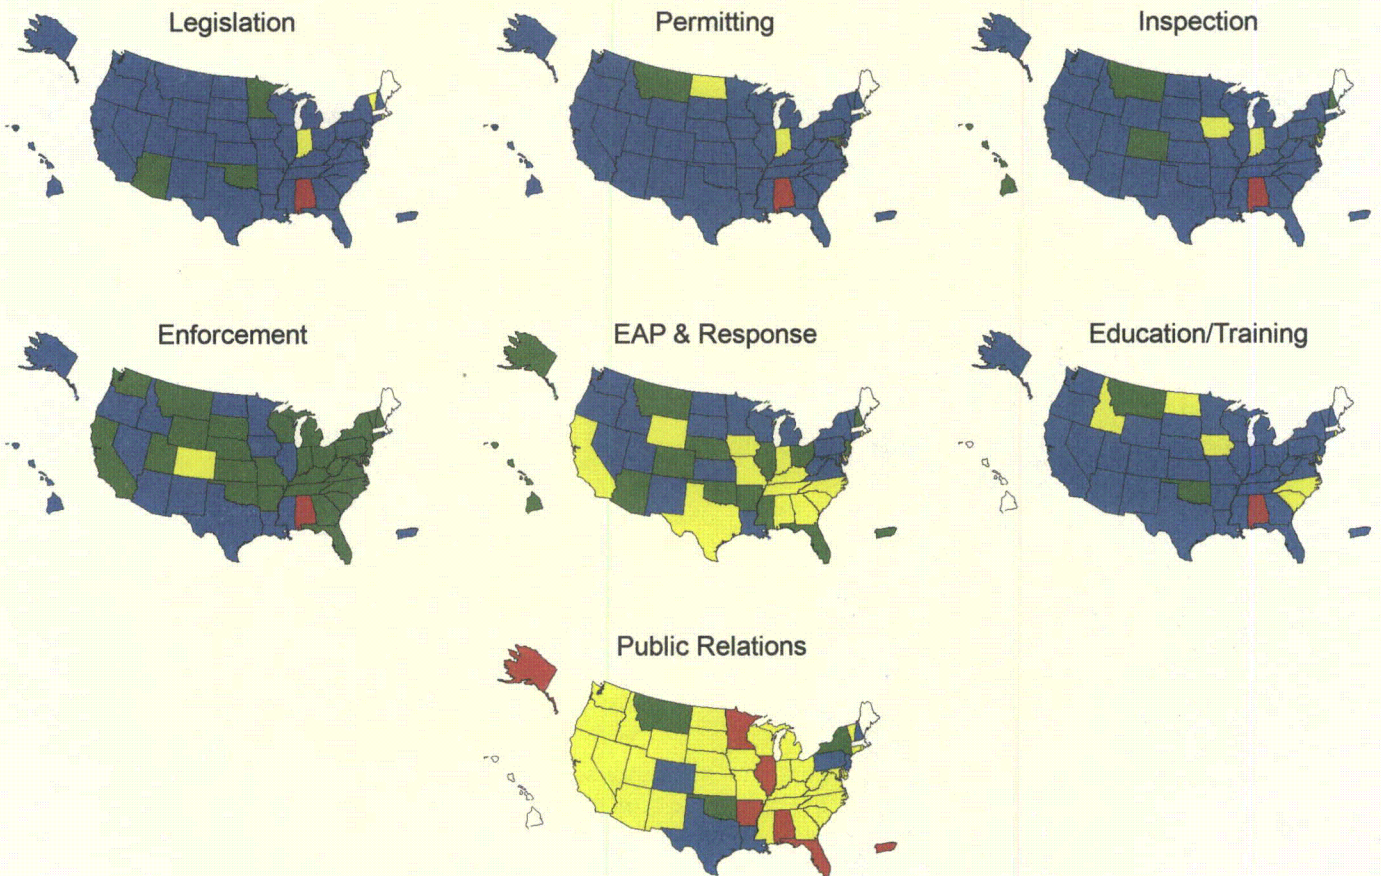 Legislation
Permitting
Inspection
Enforcement
EAP & Response
Education/Training
Public Relations